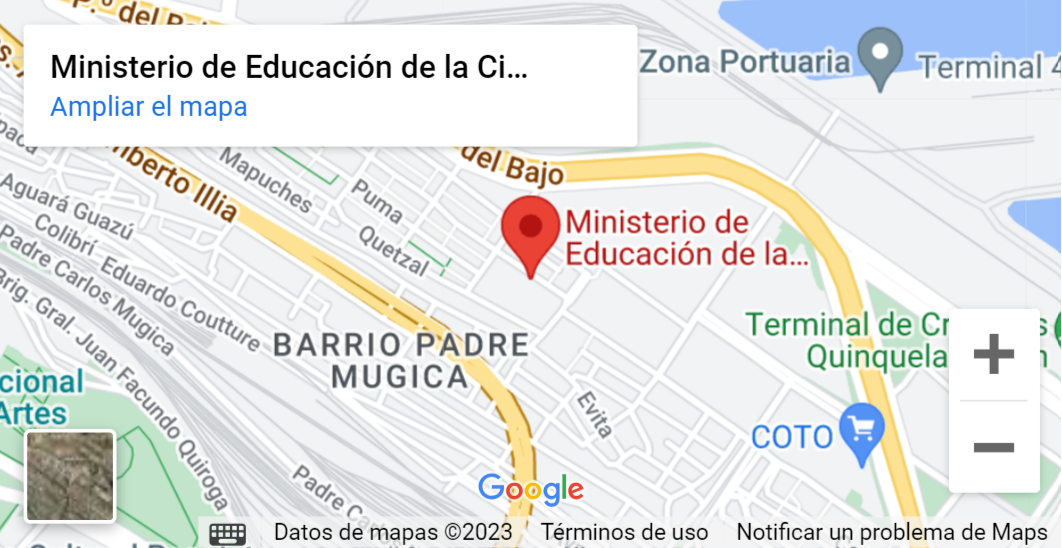 del
Ministerio de Educación de la Ci...
Ampliar el mapa
Zona Portuaria
Terminal 4
del Bajo
Illia
Mapuches
Puma
Quetzal
Aguará Guazú
Colibrí
Eduardo Coutture
Padre Carlos Mugica
Brig. Gral. Juan Facundo Quiroga
Ministerio de
Educación de la...
BARRIO PADRE
MUGICA
Terminal de Cr
Quinquela
Evita
COTO
cional
Artes
Padre
Google
Datos de mapas ©2023
Términos de uso
Notificar un problema de Maps